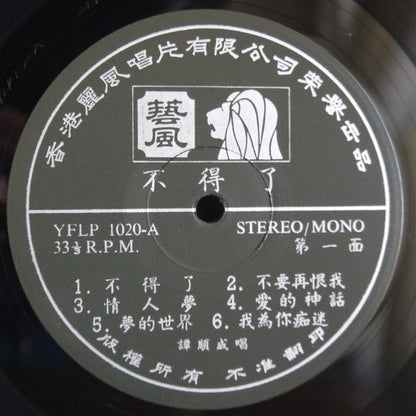 香港麗風唱片有限公司榮譽出品
藝風
不得了
YFLP 1020-A
STEREO/MONO
33⅓ R.P.M.
第一面
1. 不得了 2. 不要再恨我
3. 情人夢 4. 愛的神話
5. 夢的世界 6. 我為你痴迷
譚順成唱
版權所有 不准翻印